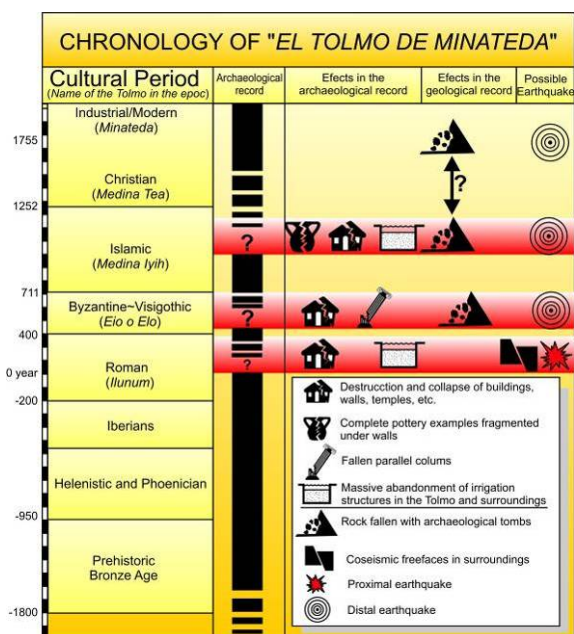 CHRONOLOGY OF "EL TOLMO DE MINATEDA"
Cultural Period
(Name of the Tolmo in the epoc)
Archaeological
record
Effects in the
archaeological record
Effects in the
geological record
Possible
Earthquake
Industrial/Modern
(Minateda)
1755
Christian
(Medina Tea)
?
1252
Islamic
(Medina Iyih)
?
711
Byzantine~Visigothic
(Eio o Elo)
?
400
Roman
(Ilunum)
?
0 year
-200
Iberians
Helenistic and Phoenician
-950
Prehistoric
Bronze Age
-1800
Destrucction and collapse of buildings,
walls, temples, etc.
Complete pottery examples fragmented
under walls
Fallen parallel colums
Massive abandonment of irrigation
structures in the Tolmo and surroundings
Rock fallen with archaeological tombs
Coseismic freefaces in surroundings
Proximal earthquake
Distal earthquake